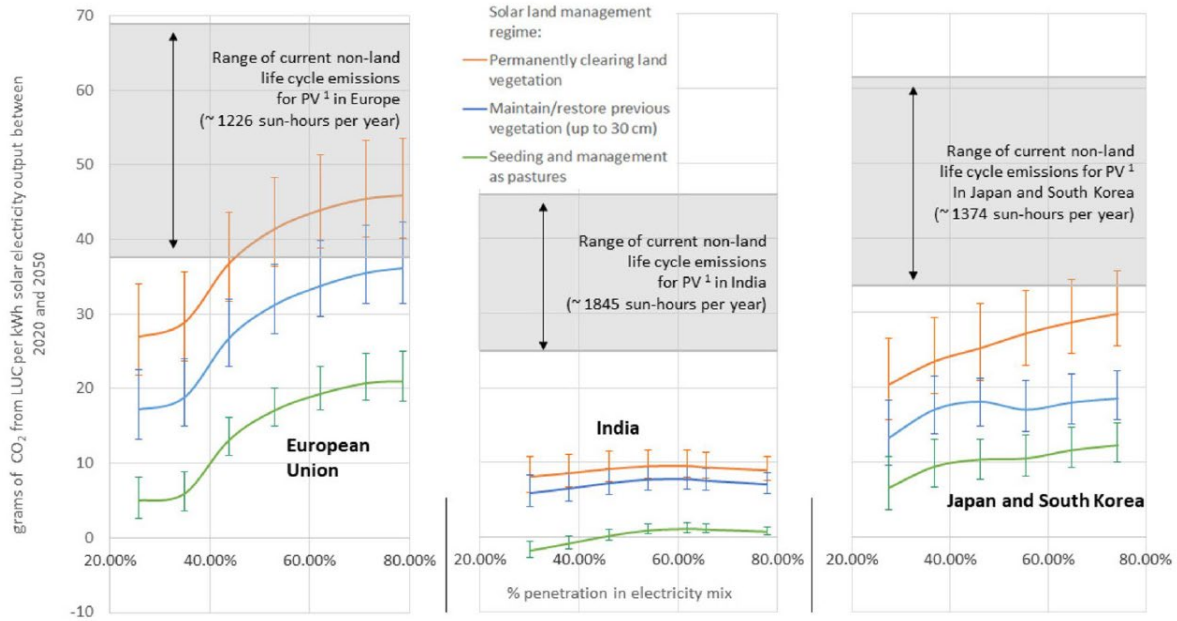 grams of CO₂ from LUC per kWh solar electricity output between
2020 and 2050
70
60
50
40
30
20
10
0
-10
Range of current non-land
life cycle emissions
for PV ¹ in Europe
(~ 1226 sun-hours per year)
European
Union
20.00%
40.00%
60.00%
80.00%
Solar land management
regime:
Permanently clearing land
vegetation
Maintain/restore previous
vegetation (up to 30 cm)
Seeding and management
as pastures
Range of current non-land
life cycle emissions
for PV ¹ in India
(~ 1845 sun-hours per year)
India
20.00%
40.00%
60.00%
80.00%
% penetration in electricity mix
Range of current non-land
life cycle emissions for PV ¹
In Japan and South Korea
(~ 1374 sun-hours per year)
Japan and South Korea
20.00%
40.00%
60.00%
80.00%